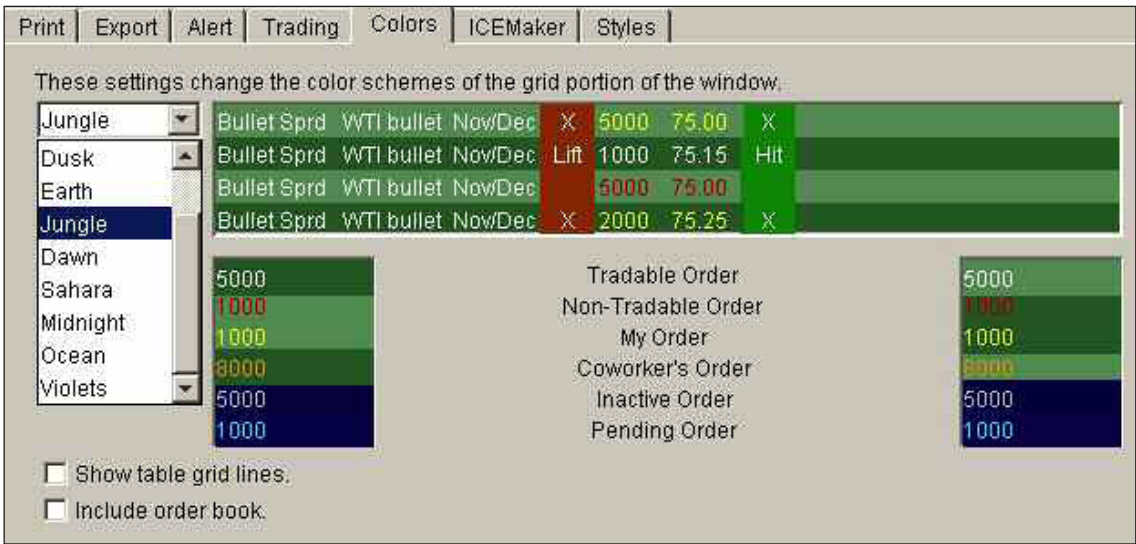 Print Export Alert Trading Colors ICEMaker Styles
These settings change the color schemes of the grid portion of the window.
Jungle
Bullet Sprd WTI bullet Nov/Dec X 5000 75.00 X
Bullet Sprd WTI bullet Nov/Dec Lift 1000 75.15 Hit
Bullet Sprd WTI bullet Nov/Dec 5000 75.00
Bullet Sprd WTI bullet Nov/Dec X 2000 75.25 X
Dusk
Earth
Jungle
Dawn
Sahara
Midnight
Ocean
Violets
5000 Tradable Order 5000
1000 Non-Tradable Order 1000
1000 My Order 1000
8000 Coworker's Order 8000
5000 Inactive Order 5000
1000 Pending Order 1000
Show table grid lines.
Include order book.